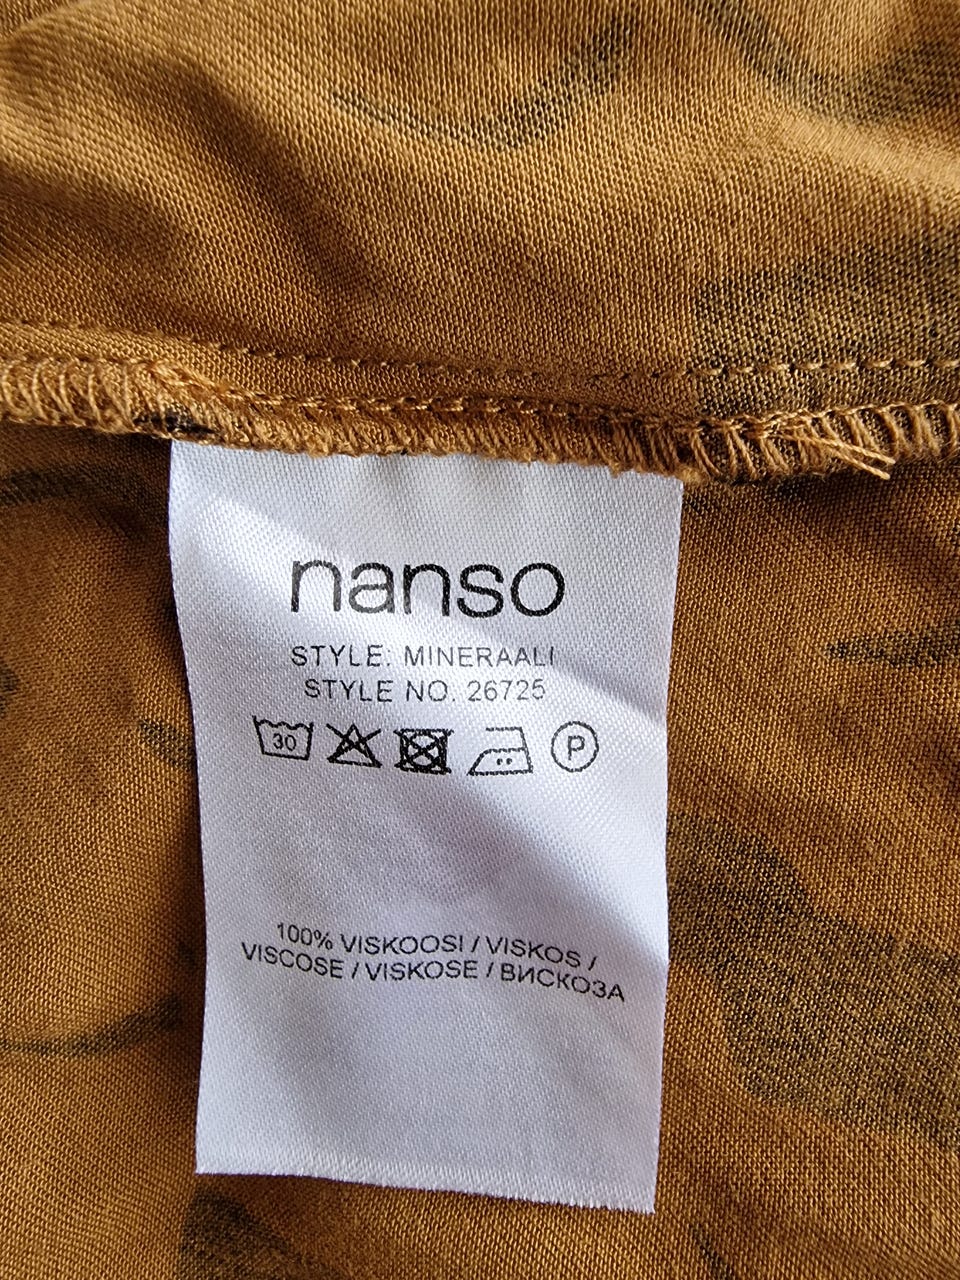 nanso
STYLE: MINERAALI
STYLE NO. 26725
30 P
100% VISKOOSI / VISKOS /
VISCOSE / VISKOSE / ВИСКОЗА